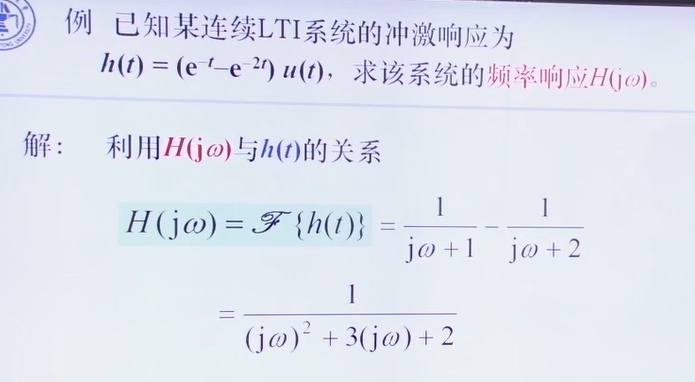 例 已知某连续LTI系统的冲激响应为
h(t) = (e⁻ᵗ–e⁻²ᵗ) u(t)，求该系统的频率响应H(jω)。
解： 利用H(jω)与h(t)的关系
H(jω) = ℱ{h(t)} = 1/(jω+1) − 1/(jω+2)
= 1/((jω)² + 3(jω) + 2)